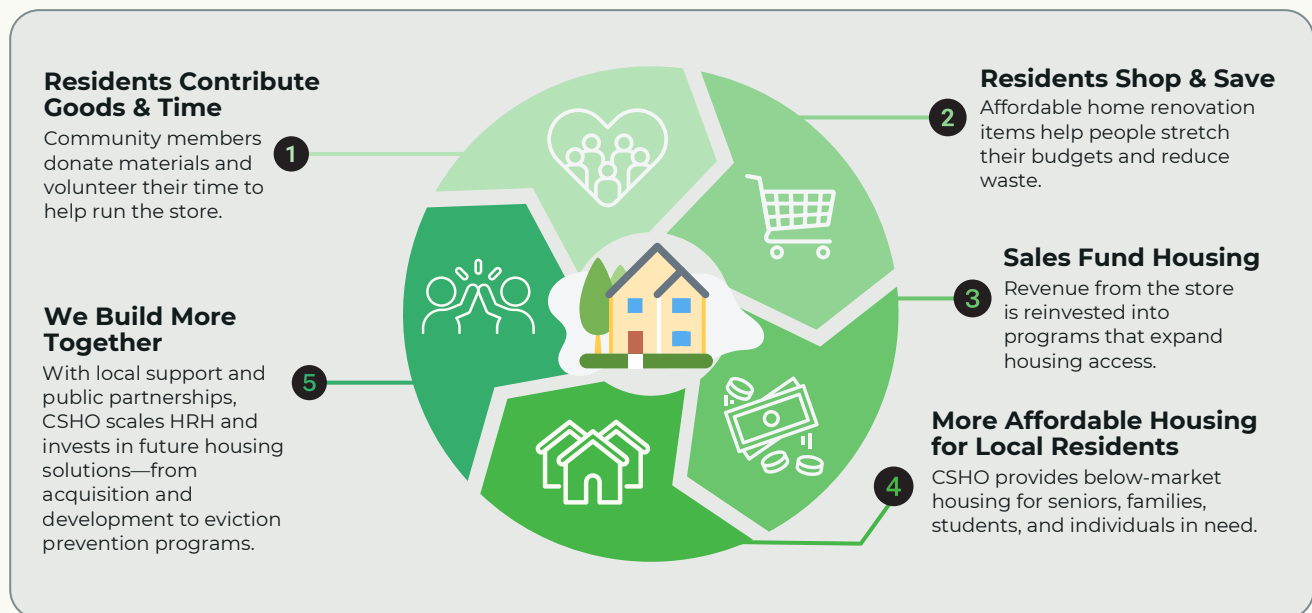 Residents Contribute
Goods & Time
Community members
donate materials and
volunteer their time to
help run the store.
1
Residents Shop & Save
Affordable home renovation
items help people stretch
their budgets and reduce
waste.
2
Sales Fund Housing
Revenue from the store
is reinvested into
programs that expand
housing access.
3
More Affordable Housing
for Local Residents
CSHO provides below-market
housing for seniors, families,
students, and individuals in need.
4
We Build More
Together
With local support and
public partnerships,
CSHO scales HRH and
invests in future housing
solutions—from
acquisition and
development to eviction
prevention programs.
5